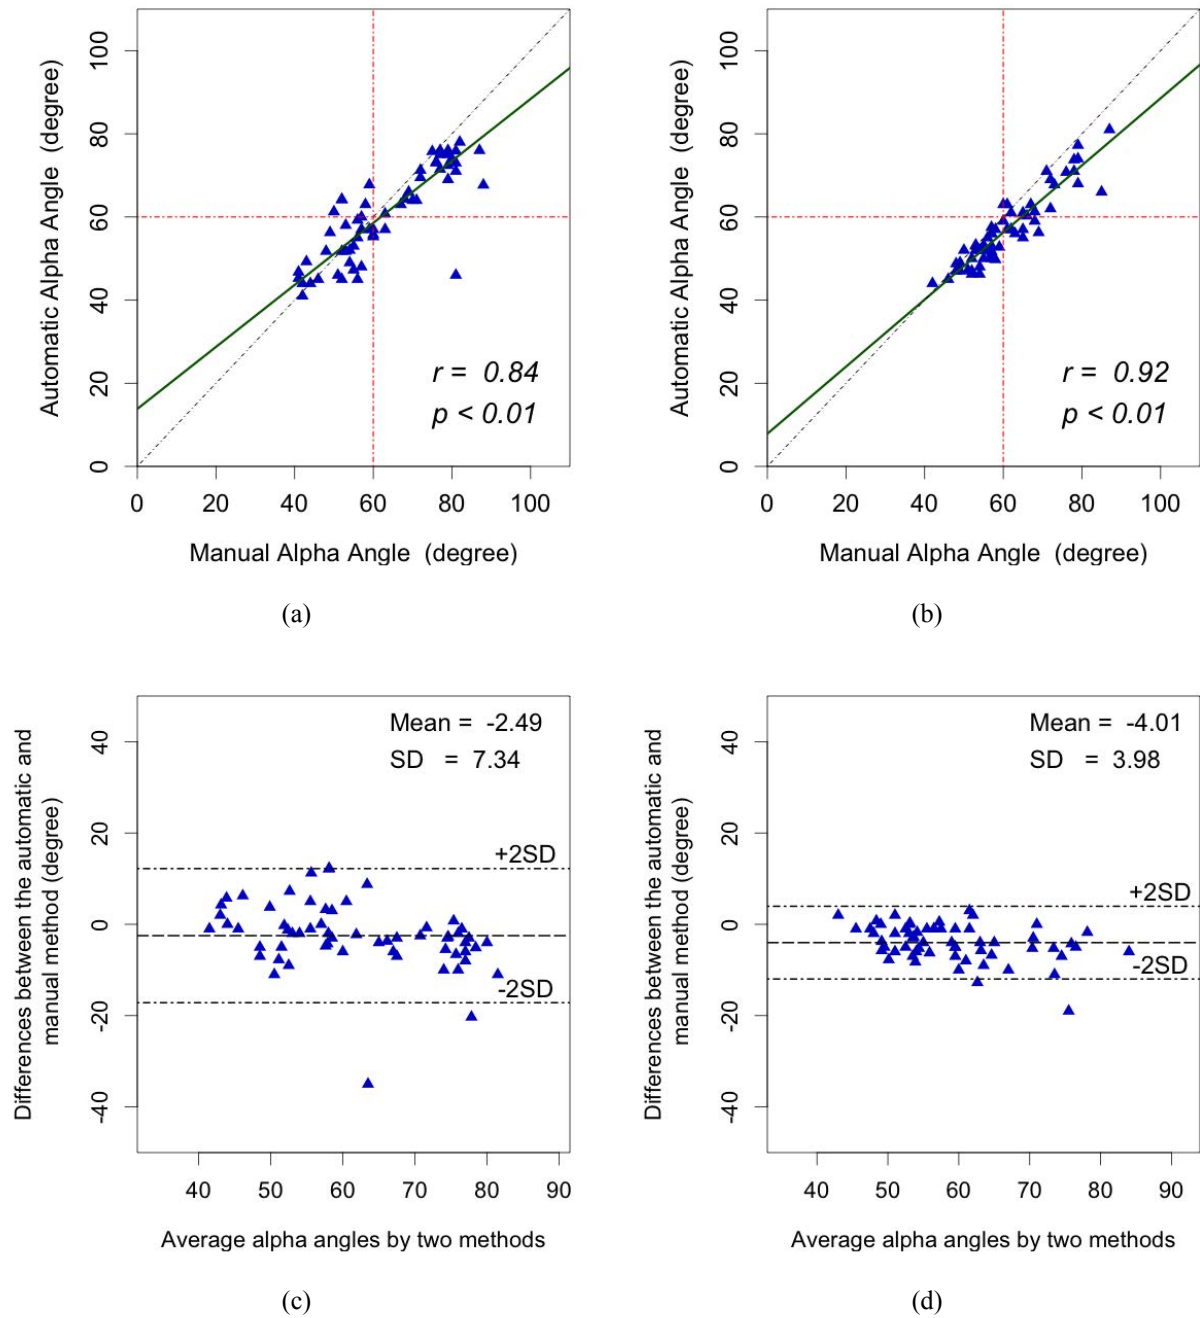 100
80
60
40
20
0
Automatic Alpha Angle (degree)
r = 0.84
p < 0.01
0 20 40 60 80 100
Manual Alpha Angle (degree)
(a)
100
80
60
40
20
0
Automatic Alpha Angle (degree)
r = 0.92
p < 0.01
0 20 40 60 80 100
Manual Alpha Angle (degree)
(b)
Differences between the automatic and
manual method (degree)
40
20
0
-20
-40
Mean = -2.49
SD = 7.34
+2SD
-2SD
40 50 60 70 80 90
Average alpha angles by two methods
(c)
Differences between the automatic and
manual method (degree)
40
20
0
-20
-40
Mean = -4.01
SD = 3.98
+2SD
-2SD
40 50 60 70 80 90
Average alpha angles by two methods
(d)